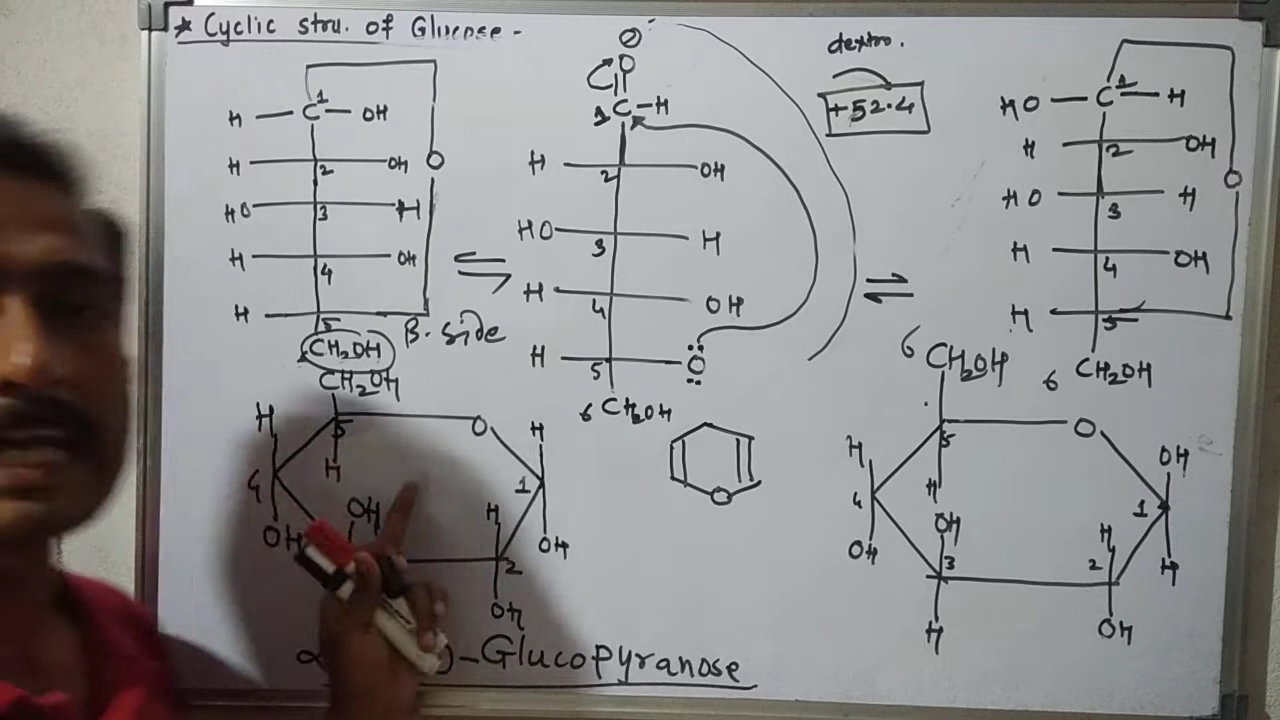 * Cyclic stru. of Glucose -
dextro.
+52.4
H C 1 OH
H 2 OH
HO 3 H
H 4 OH
H 5
CH2OH
O
β-side
O
C H
1
H 2 OH
HO 3 H
H 4 OH
H 5 O
6 CH2OH
HO C 1 H
H 2 OH
HO 3 H
H 4 OH
H 5
6 CH2OH
O
CH2OH
H 5 O H
4 H 1
OH OH H OH
2
OH
O
6 CH2OH
H 5 O OH
4 H 1
OH OH H H
3 2
H OH
α D-Glucopyranose